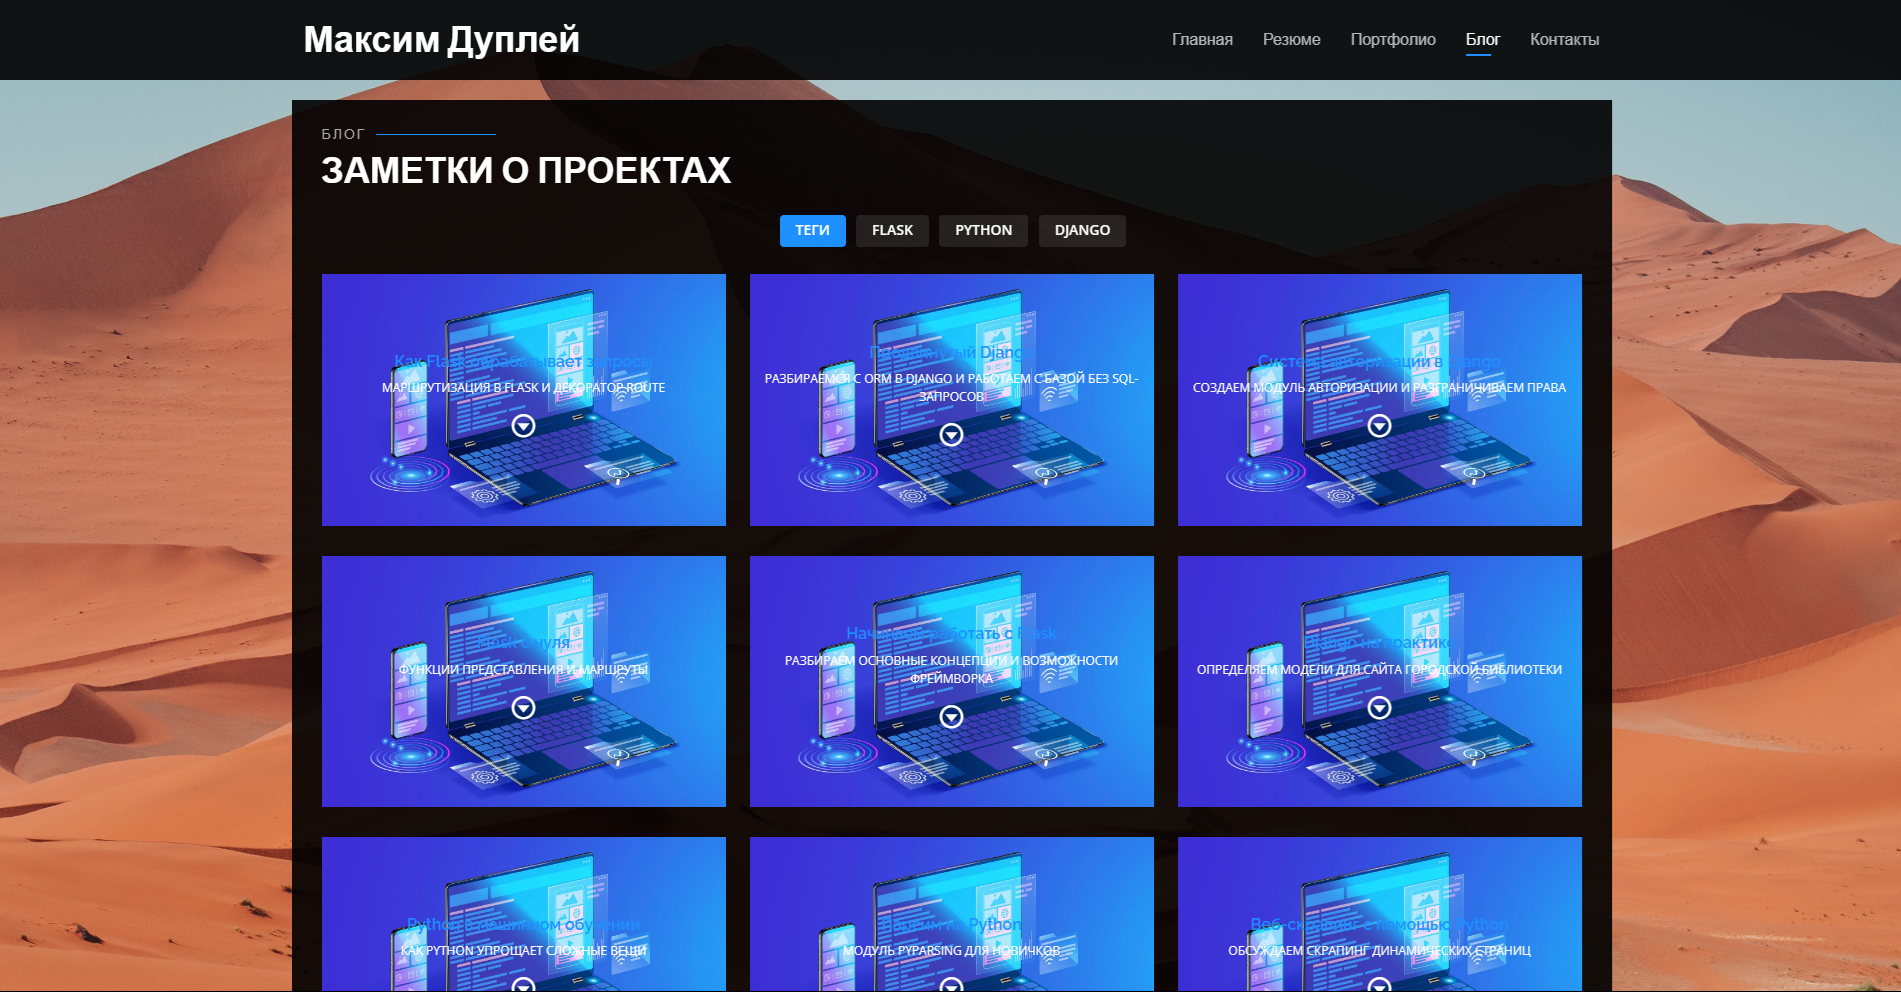 Максим Дуплей
Главная Резюме Портфолио Блог Контакты
БЛОГ
ЗАМЕТКИ О ПРОЕКТАХ
ТЕГИ FLASK PYTHON DJANGO
Как Flask обрабатывает запросы
МАРШРУТИЗАЦИЯ В FLASK И ДЕКОРАТОР ROUTE
Продвинутый Django
РАЗБИРАЕМСЯ С ORM В DJANGO И РАБОТАЕМ С БАЗОЙ БЕЗ SQL-
ЗАПРОСОВ
Система авторизации в Django
СОЗДАЕМ МОДУЛЬ АВТОРИЗАЦИИ И РАЗГРАНИЧИВАЕМ ПРАВА
Flask с нуля
ФУНКЦИИ ПРЕДСТАВЛЕНИЯ И МАРШРУТЫ
Начинаем работать с Flask
РАЗБИРАЕМ ОСНОВНЫЕ КОНЦЕПЦИИ И ВОЗМОЖНОСТИ
ФРЕЙМВОРКА
Django на практике
ОПРЕДЕЛЯЕМ МОДЕЛИ ДЛЯ САЙТА ГОРОДСКОЙ БИБЛИОТЕКИ
Python в машинном обучении
КАК PYTHON УПРОЩАЕТ СЛОЖНЫЕ ВЕЩИ
Парсим на Python
МОДУЛЬ PYPARSING ДЛЯ НОВИЧКОВ
Веб-скрапинг с помощью Python
ОБСУЖДАЕМ СКРАПИНГ ДИНАМИЧЕСКИХ СТРАНИЦ